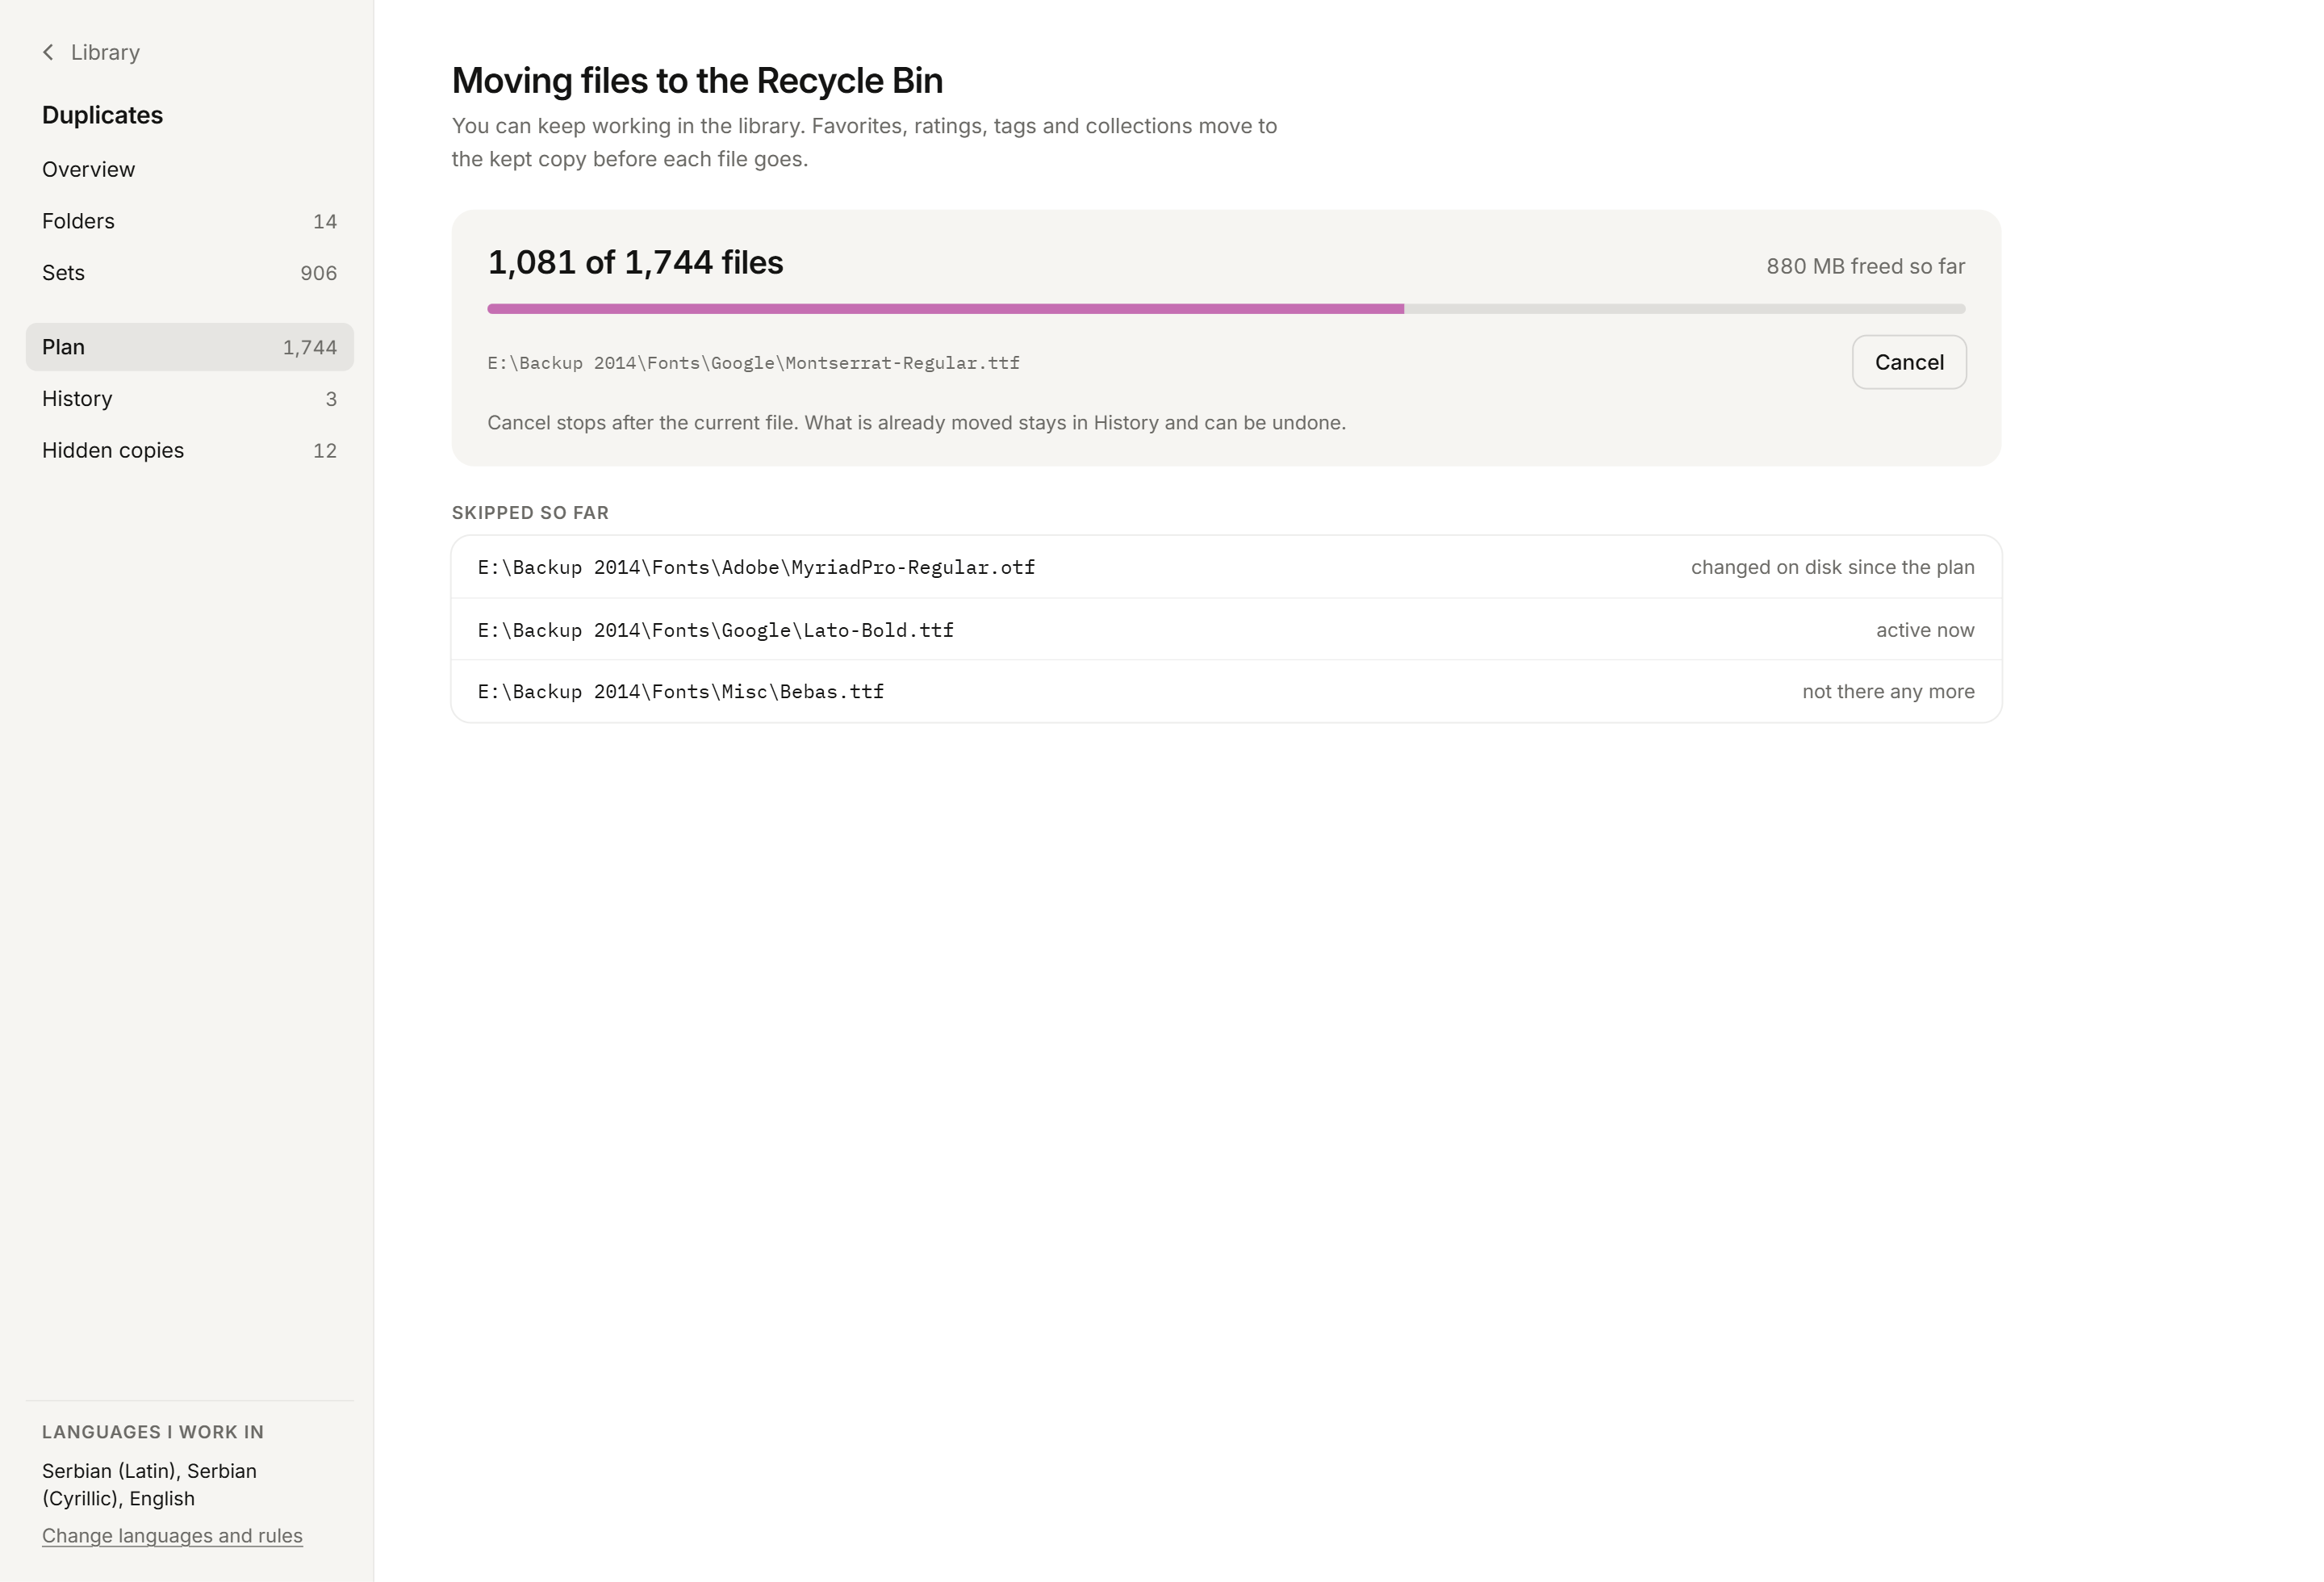 Library
Duplicates
Overview
Folders 14
Sets 906
Plan 1,744
History 3
Hidden copies 12
LANGUAGES I WORK IN
Serbian (Latin), Serbian
(Cyrillic), English
Change languages and rules
Moving files to the Recycle Bin
You can keep working in the library. Favorites, ratings, tags and collections move to
the kept copy before each file goes.
1,081 of 1,744 files
880 MB freed so far
E:\Backup 2014\Fonts\Google\Montserrat-Regular.ttf
Cancel
Cancel stops after the current file. What is already moved stays in History and can be undone.
SKIPPED SO FAR
E:\Backup 2014\Fonts\Adobe\MyriadPro-Regular.otf changed on disk since the plan
E:\Backup 2014\Fonts\Google\Lato-Bold.ttf active now
E:\Backup 2014\Fonts\Misc\Bebas.ttf not there any more